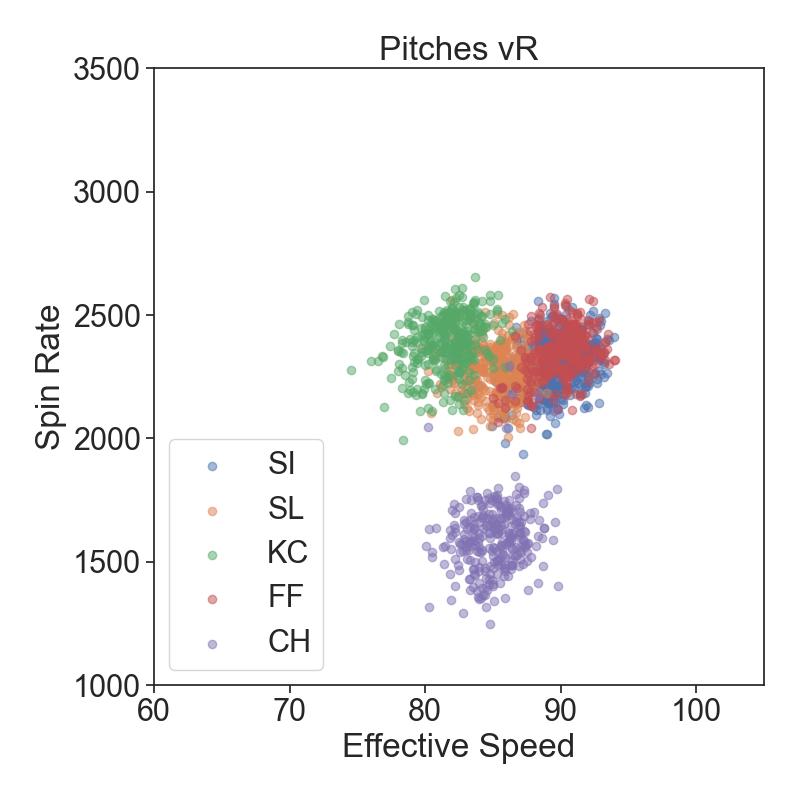 Pitches vR
3500
3000
2500
2000
1500
1000
Spin Rate
SI
SL
KC
FF
CH
60 70 80 90 100
Effective Speed